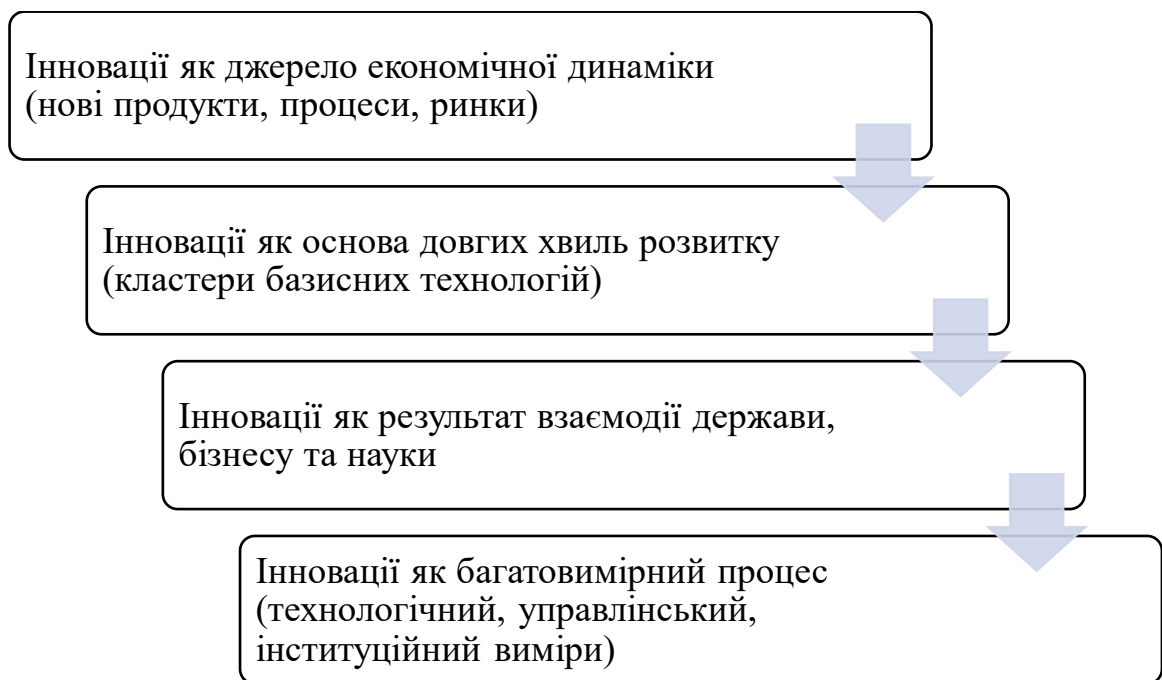 Інновації як джерело економічної динаміки
(нові продукти, процеси, ринки)
Інновації як основа довгих хвиль розвитку
(кластери базисних технологій)
Інновації як результат взаємодії держави,
бізнесу та науки
Інновації як багатовимірний процес
(технологічний, управлінський,
інституційний виміри)